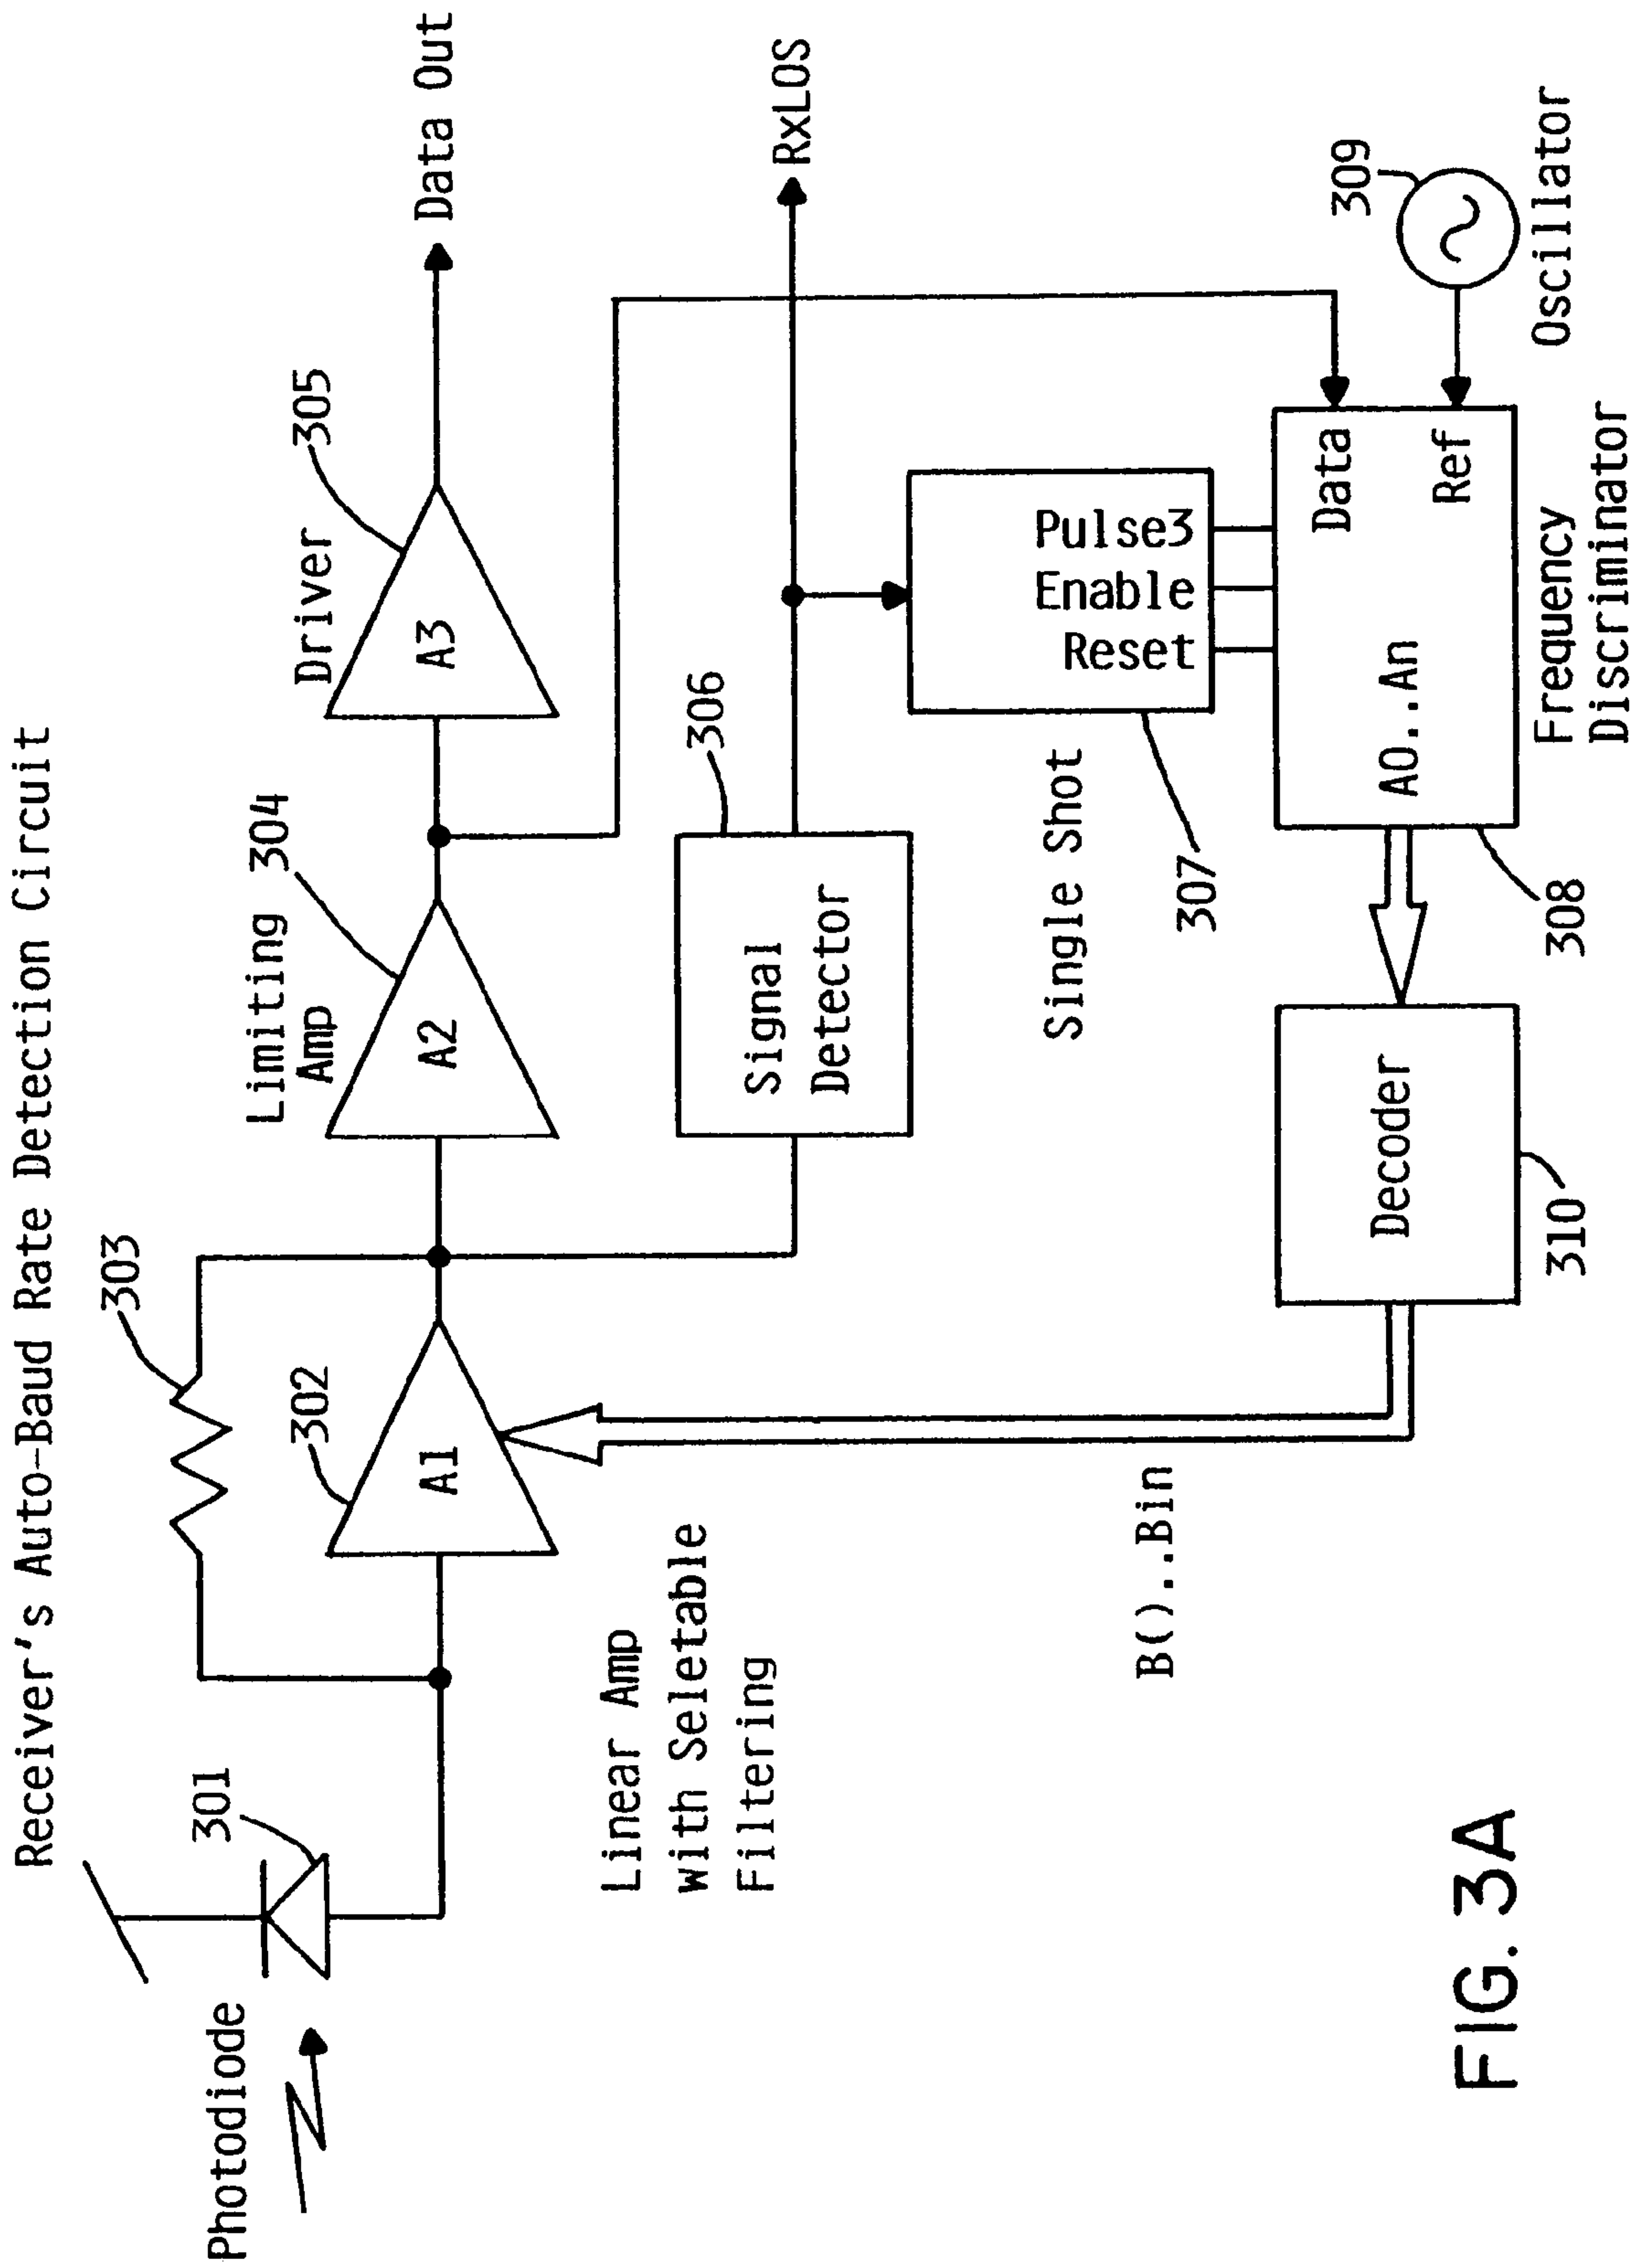 Receiver's Auto-Baud Rate Detection Circuit
Photodiode
301
303
302
A1
Linear Amp
with Seletable
Filtering
Limiting
Amp
304
A2
Driver
305
A3
Data Out
306
Signal
Detector
RxLOS
Single Shot
307
Pulse3
Enable
Reset
309
Oscillator
Data
Ref
A0..An
Frequency
Discriminator
308
Decoder
310
B()..Bin
FIG. 3A